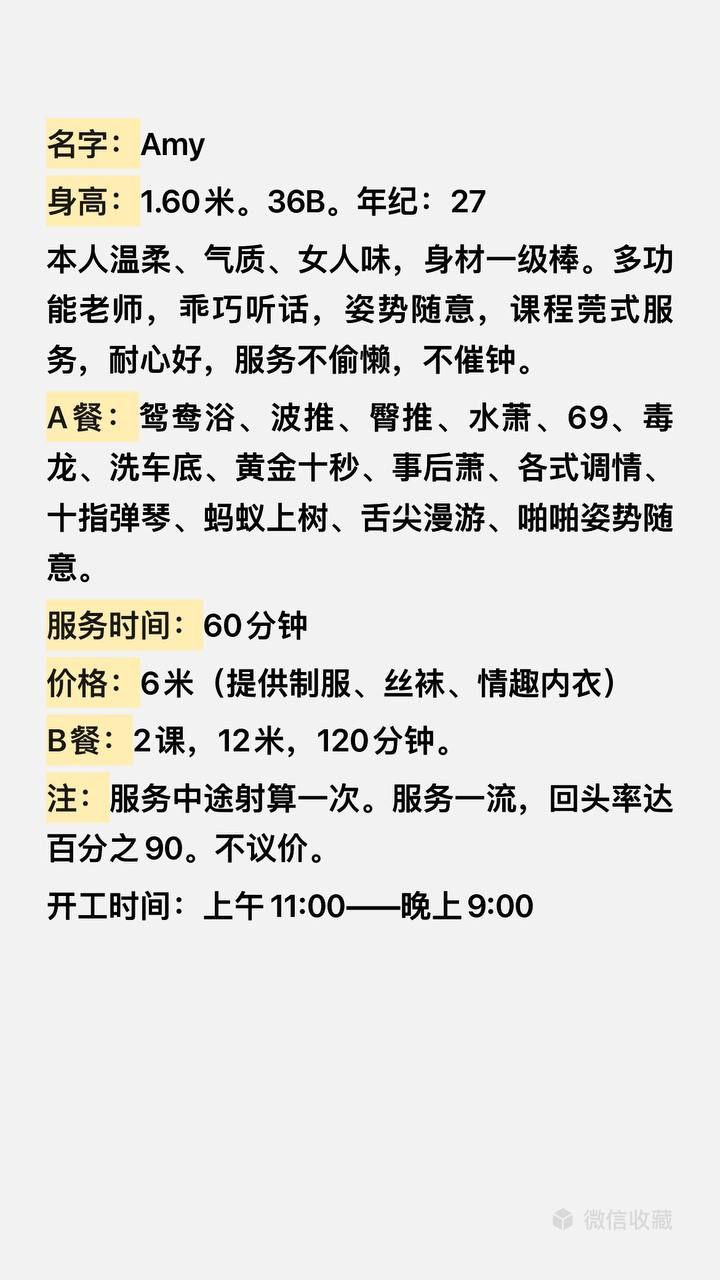 名字：Amy
身高：1.60米。36B。年纪：27
本人温柔、气质、女人味，身材一级棒。多功
能老师，乖巧听话，姿势随意，课程莞式服
务，耐心好，服务不偷懒，不催钟。
A餐：鸳鸯浴、波推、臀推、水萧、69、毒
龙、洗车底、黄金十秒、事后萧、各式调情、
十指弹琴、蚂蚁上树、舌尖漫游、啪啪姿势随
意。
服务时间：60分钟
价格：6米（提供制服、丝袜、情趣内衣）
B餐：2课，12米，120分钟。
注：服务中途射算一次。服务一流，回头率达
百分之90。不议价。
开工时间：上午11:00——晚上9:00
微信收藏